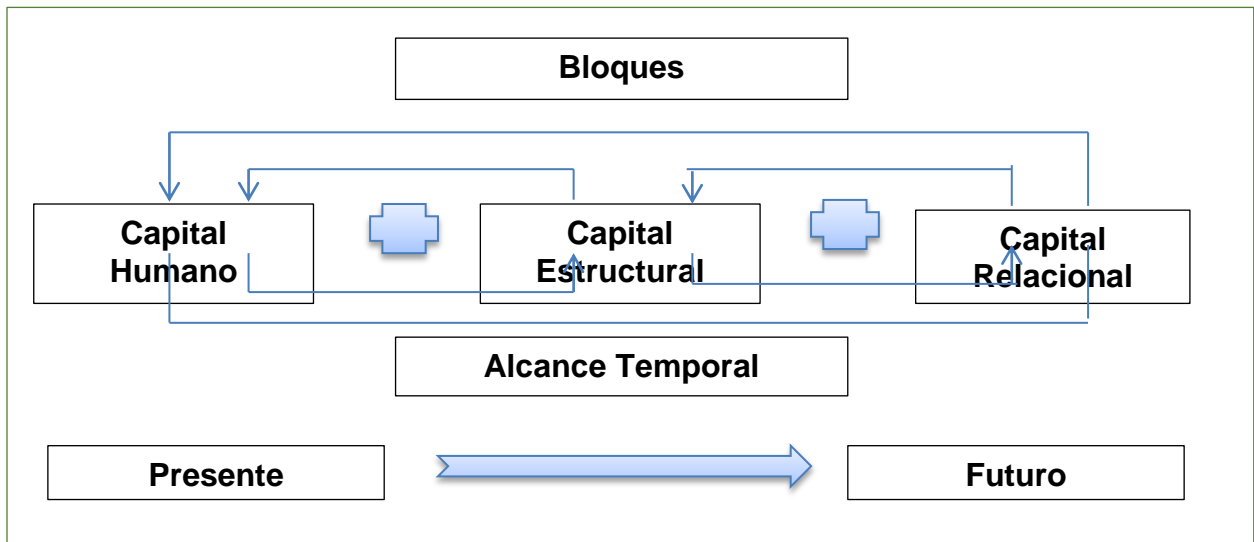 Bloques
Capital
Humano
Capital
Estructural
Capital
Relacional
Alcance Temporal
Presente
Futuro